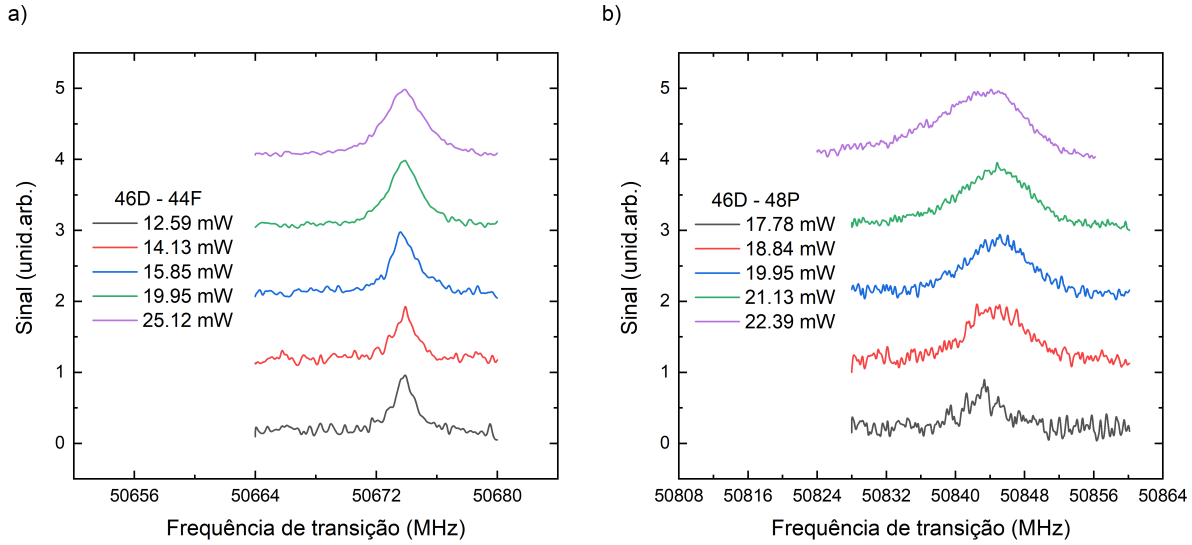 a)
5
4
3
2
1
0
Sinal (unid.arb.)
46D - 44F
12.59 mW
14.13 mW
15.85 mW
19.95 mW
25.12 mW
50656 50664 50672 50680
Frequência de transição (MHz)
b)
5
4
3
2
1
0
Sinal (unid.arb.)
46D - 48P
17.78 mW
18.84 mW
19.95 mW
21.13 mW
22.39 mW
50808 50816 50824 50832 50840 50848 50856 50864
Frequência de transição (MHz)